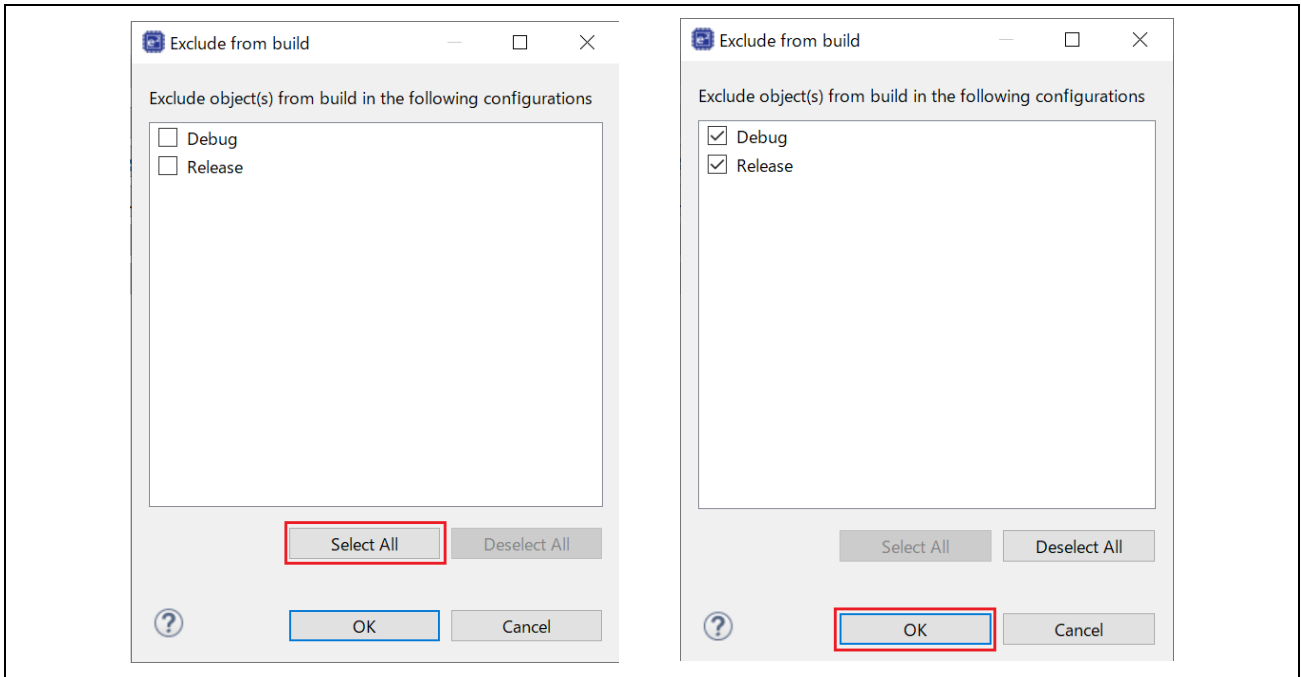 Exclude from build
Exclude object(s) from build in the following configurations
Debug
Release
Select All
Deselect All
OK
Cancel
Exclude from build
Exclude object(s) from build in the following configurations
Debug
Release
Select All
Deselect All
OK
Cancel